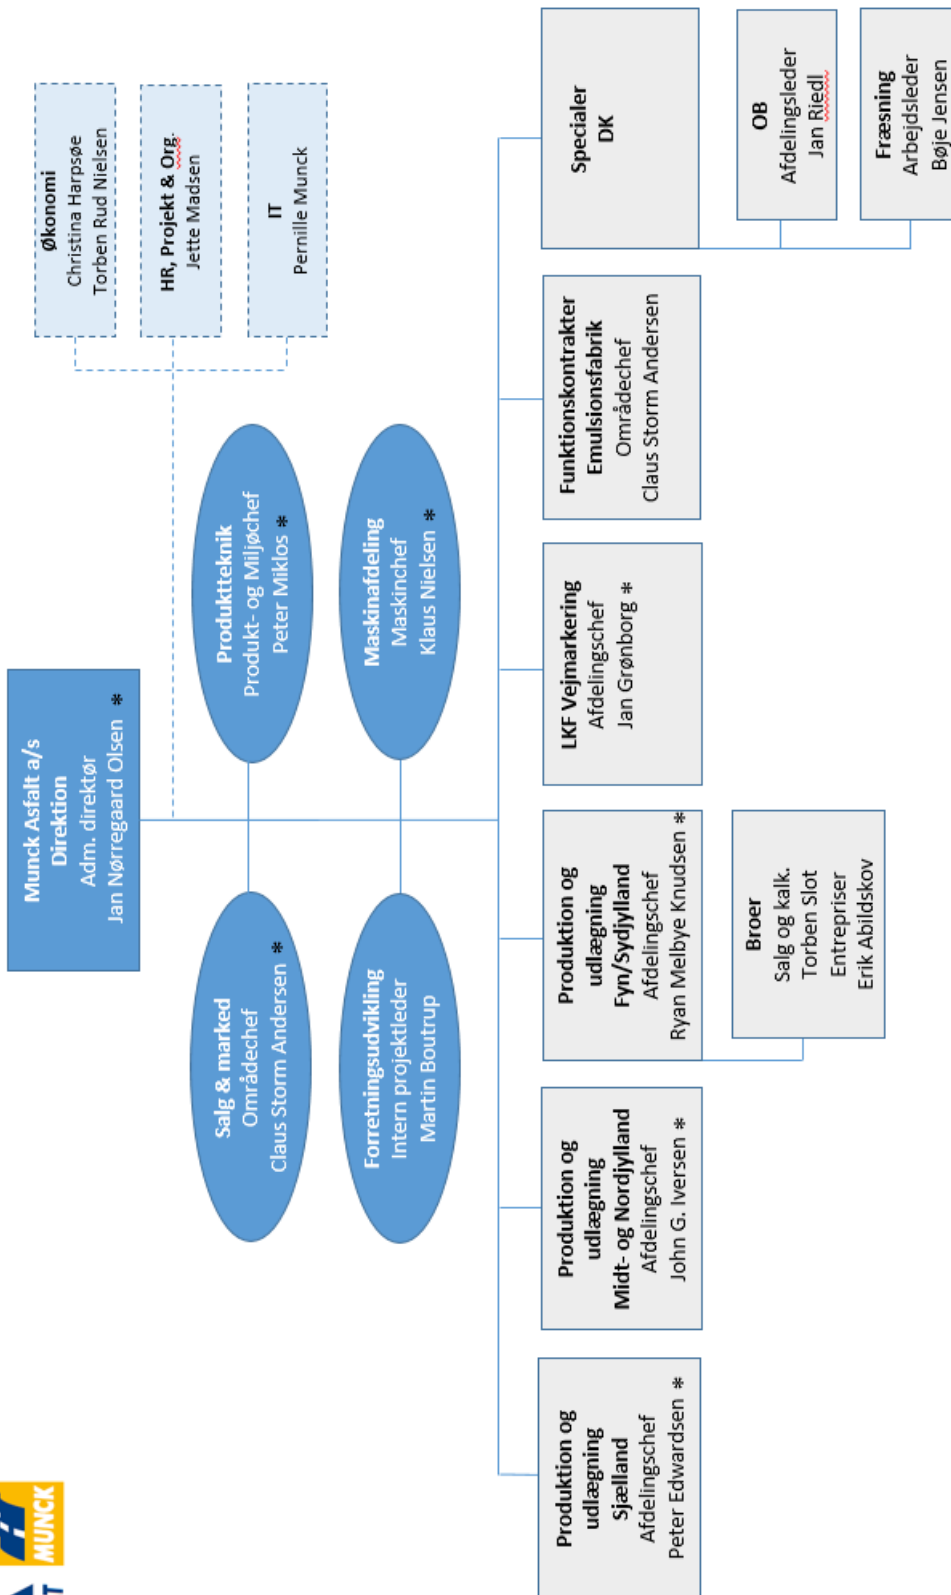 MUNCK
Munck Asfalt a/s
Direktion
Adm. direktør
Jan Nørregaard Olsen *
Økonomi
Christina Harpsøe
Torben Rud Nielsen
HR, Projekt & Org.
Jette Madsen
IT
Pernille Munck
Salg & marked
Områdechef
Claus Storm Andersen *
Produktteknik
Produkt- og Miljøchef
Peter Miklos *
Forretningsudvikling
Intern projektleder
Martin Boutrup
Maskinafdeling
Maskinchef
Klaus Nielsen *
Produktion og
udlægning
Sjælland
Afdelingschef
Peter Edwardsen *
Produktion og
udlægning
Midt- og Nordjylland
Afdelingschef
John G. Iversen *
Produktion og
udlægning
Fyn/Sydjylland
Afdelingschef
Ryan Melbye Knudsen *
LKF Vejmarkering
Afdelingschef
Jan Grønborg *
Funktionskontrakter
Emulsionsfabrik
Områdechef
Claus Storm Andersen
Specialer
DK
Broer
Salg og kalk.
Torben Slot
Entrepriser
Erik Abildskov
OB
Afdelingsleder
Jan Riedl
Fræsning
Arbejdsleder
Bøje Jensen